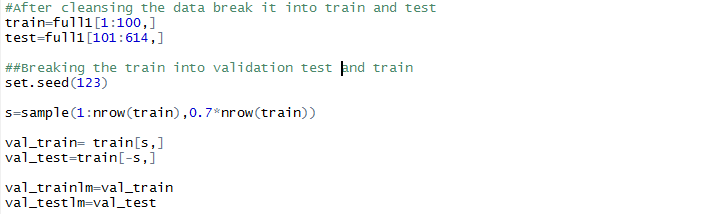 #After cleansing the data break it into train and test
train=full1[1:100,]
test=full1[101:614,]
##Breaking the train into validation test and train
set.seed(123)
s=sample(1:nrow(train),0.7*nrow(train))
val_train= train[s,]
val_test=train[-s,]
val_trainlm=val_train
val_testlm=val_test